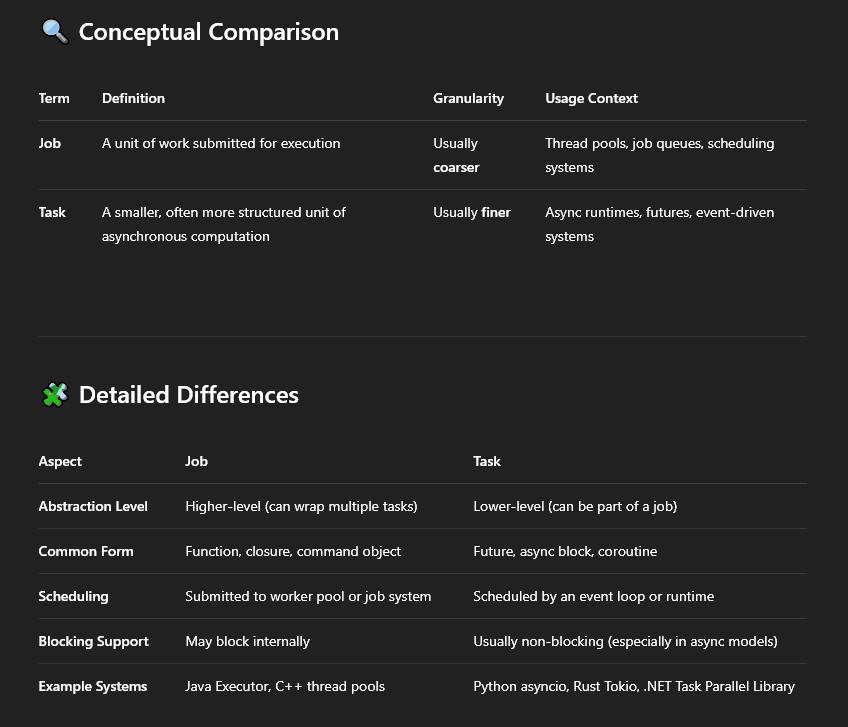 Conceptual Comparison
Term Definition Granularity Usage Context
Job A unit of work submitted for execution Usually coarser Thread pools, job queues, scheduling systems
Task A smaller, often more structured unit of asynchronous computation Usually finer Async runtimes, futures, event-driven systems
Detailed Differences
Aspect Job Task
Abstraction Level Higher-level (can wrap multiple tasks) Lower-level (can be part of a job)
Common Form Function, closure, command object Future, async block, coroutine
Scheduling Submitted to worker pool or job system Scheduled by an event loop or runtime
Blocking Support May block internally Usually non-blocking (especially in async models)
Example Systems Java Executor, C++ thread pools Python asyncio, Rust Tokio, .NET Task Parallel Library